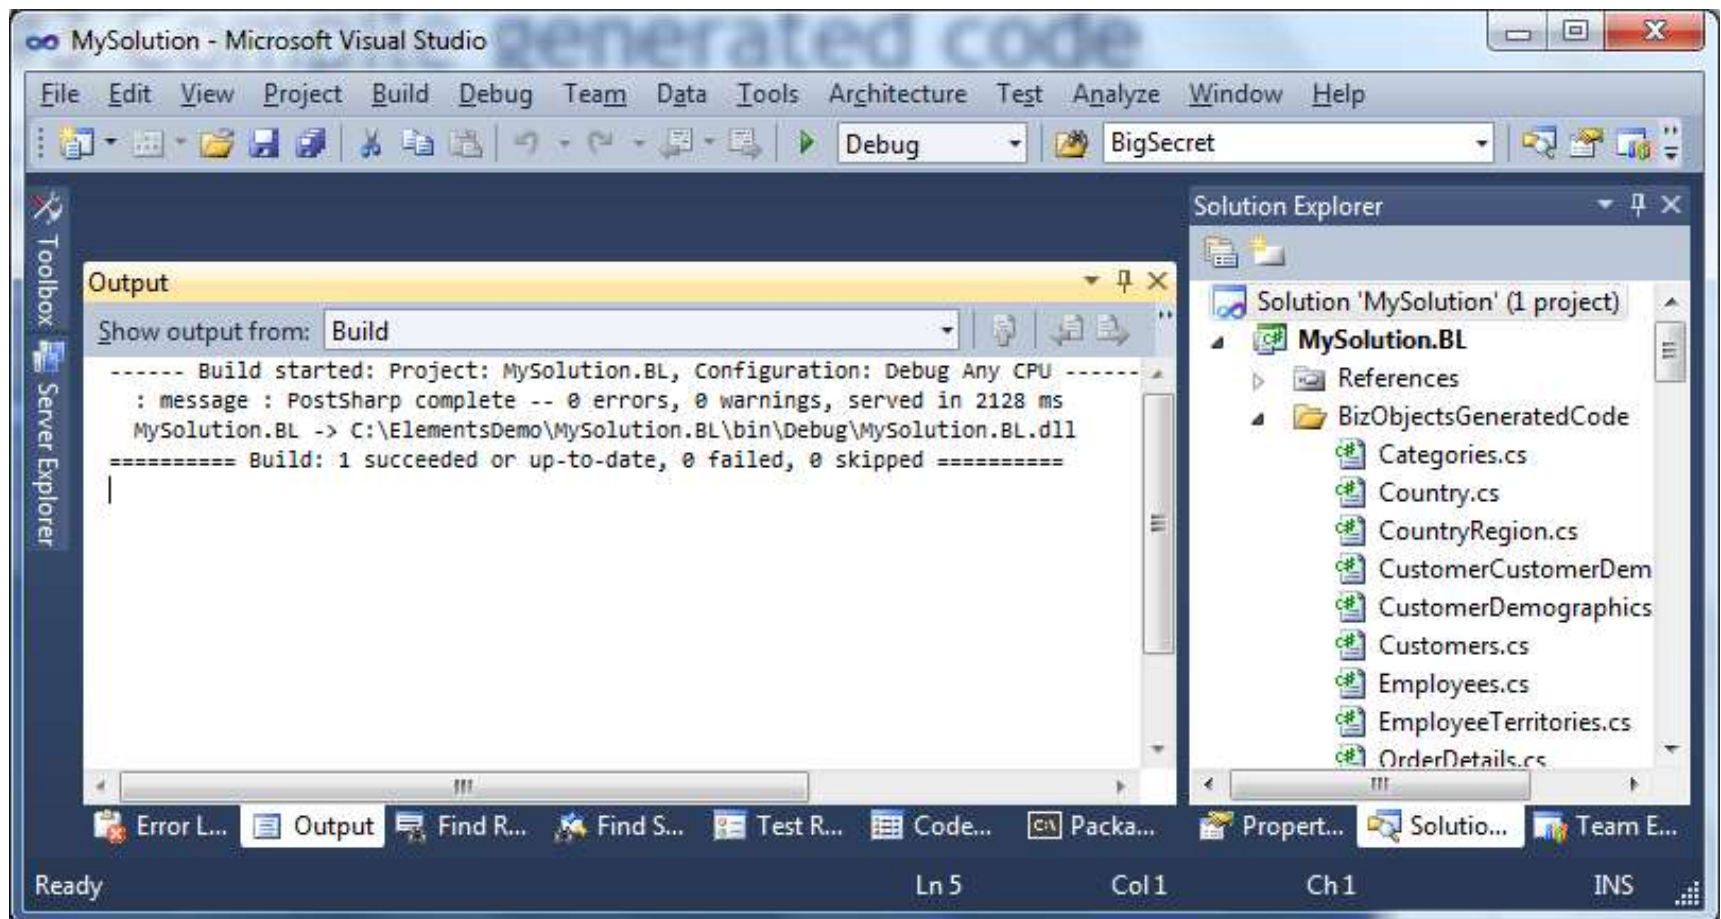 generated code
MySolution - Microsoft Visual Studio
File Edit View Project Build Debug Team Data Tools Architecture Test Analyze Window Help
Debug BigSecret
Toolbox
Server Explorer
Output
Show output from: Build
------ Build started: Project: MySolution.BL, Configuration: Debug Any CPU ------
: message : PostSharp complete -- 0 errors, 0 warnings, served in 2128 ms
MySolution.BL -> C:\ElementsDemo\MySolution.BL\bin\Debug\MySolution.BL.dll
========== Build: 1 succeeded or up-to-date, 0 failed, 0 skipped ==========
Solution Explorer
Solution 'MySolution' (1 project)
MySolution.BL
References
BizObjectsGeneratedCode
Categories.cs
Country.cs
CountryRegion.cs
CustomerCustomerDem
CustomerDemographics
Customers.cs
Employees.cs
EmployeeTerritories.cs
OrderDetails.cs
Error L... Output Find R... Find S... Test R... Code... Packa... Propert... Solutio... Team E...
Ready Ln 5 Col 1 Ch 1 INS